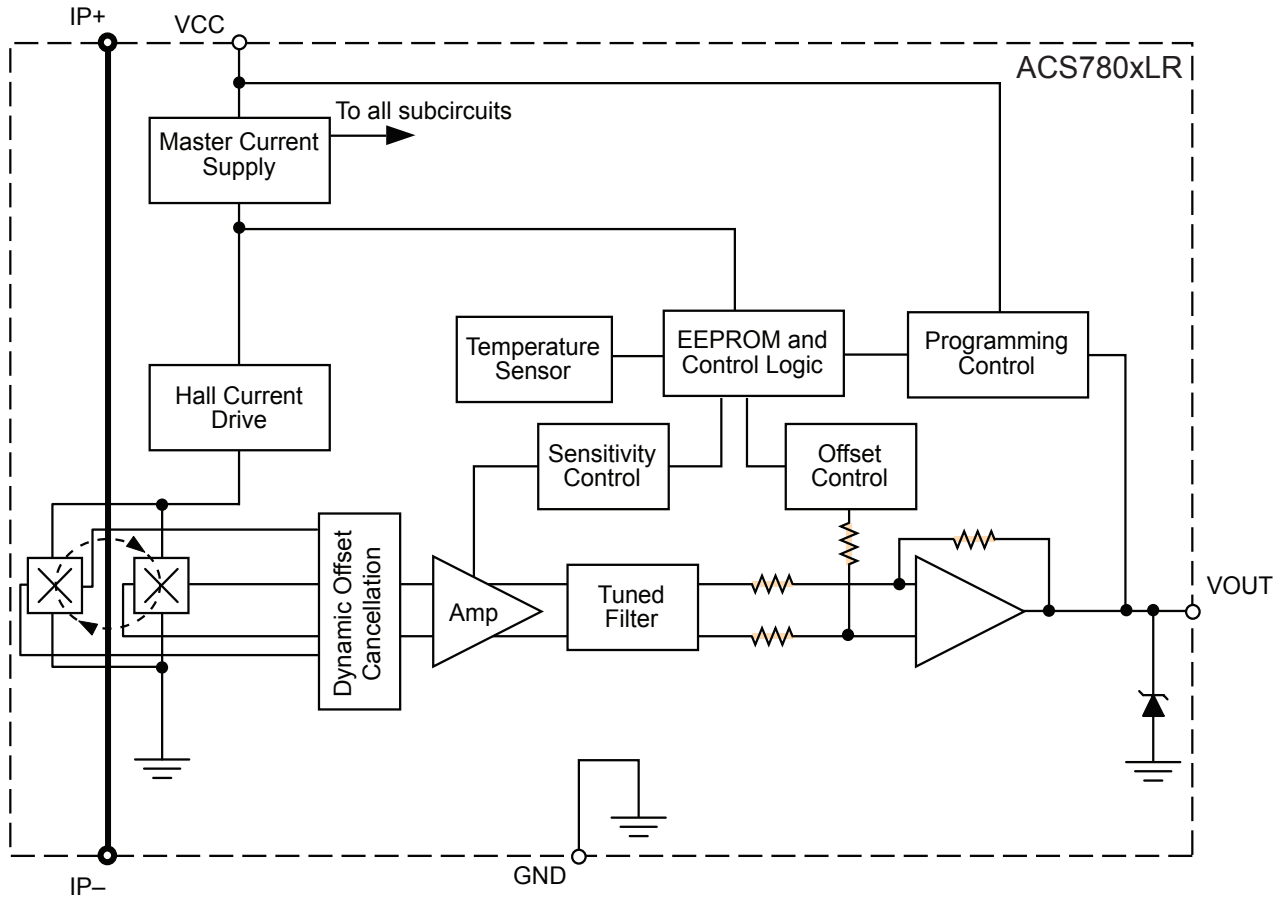 IP+
VCC
ACS780xLR
To all subcircuits
Master Current
Supply
Temperature
Sensor
EEPROM and
Control Logic
Programming
Control
Hall Current
Drive
Sensitivity
Control
Offset
Control
Dynamic Offset
Cancellation
Amp
Tuned
Filter
VOUT
GND
IP–